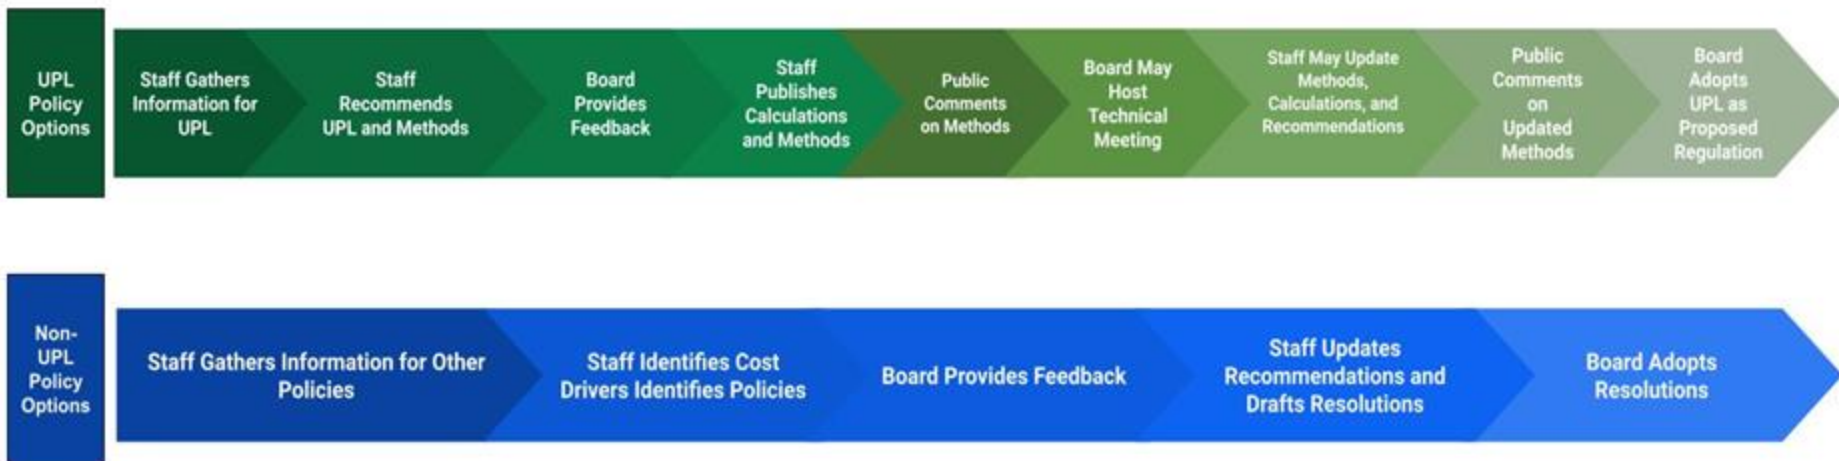 UPL
Policy
Options
Staff Gathers
Information for
UPL
Staff
Recommends
UPL and Methods
Board
Provides
Feedback
Staff
Publishes
Calculations
and Methods
Public
Comments
on Methods
Board May
Host
Technical
Meeting
Staff May Update
Methods,
Calculations, and
Recommendations
Public
Comments
on
Updated
Methods
Board
Adopts
UPL as
Proposed
Regulation
Non-
UPL
Policy
Options
Staff Gathers Information for Other
Policies
Staff Identifies Cost
Drivers Identifies Policies
Board Provides Feedback
Staff Updates
Recommendations and
Drafts Resolutions
Board Adopts
Resolutions